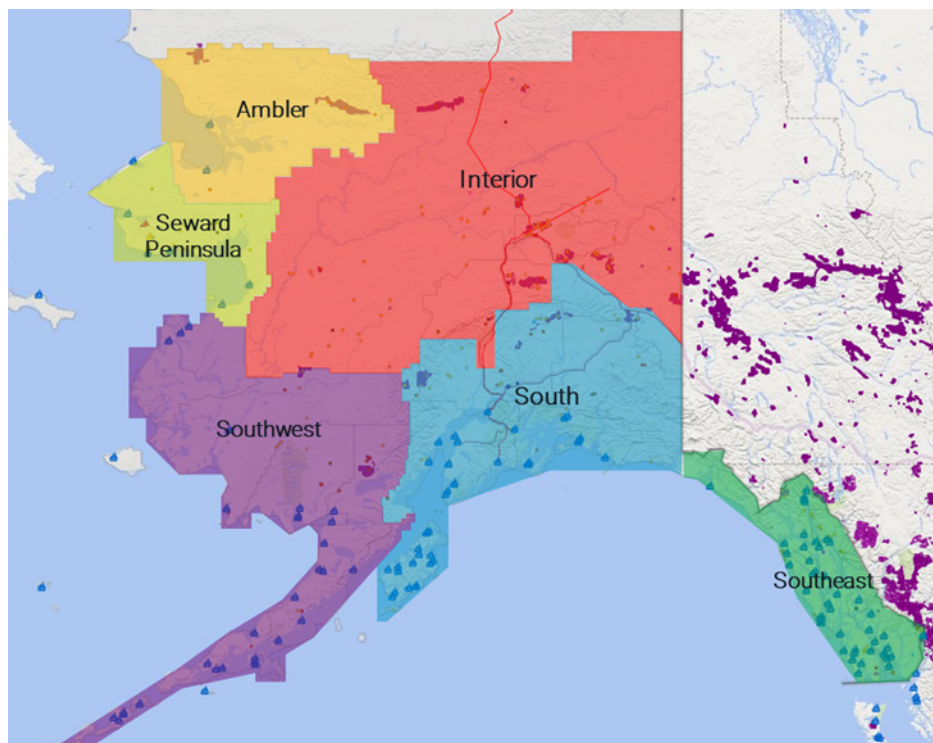 Ambler
Interior
Seward
Peninsula
South
Southwest
Southeast